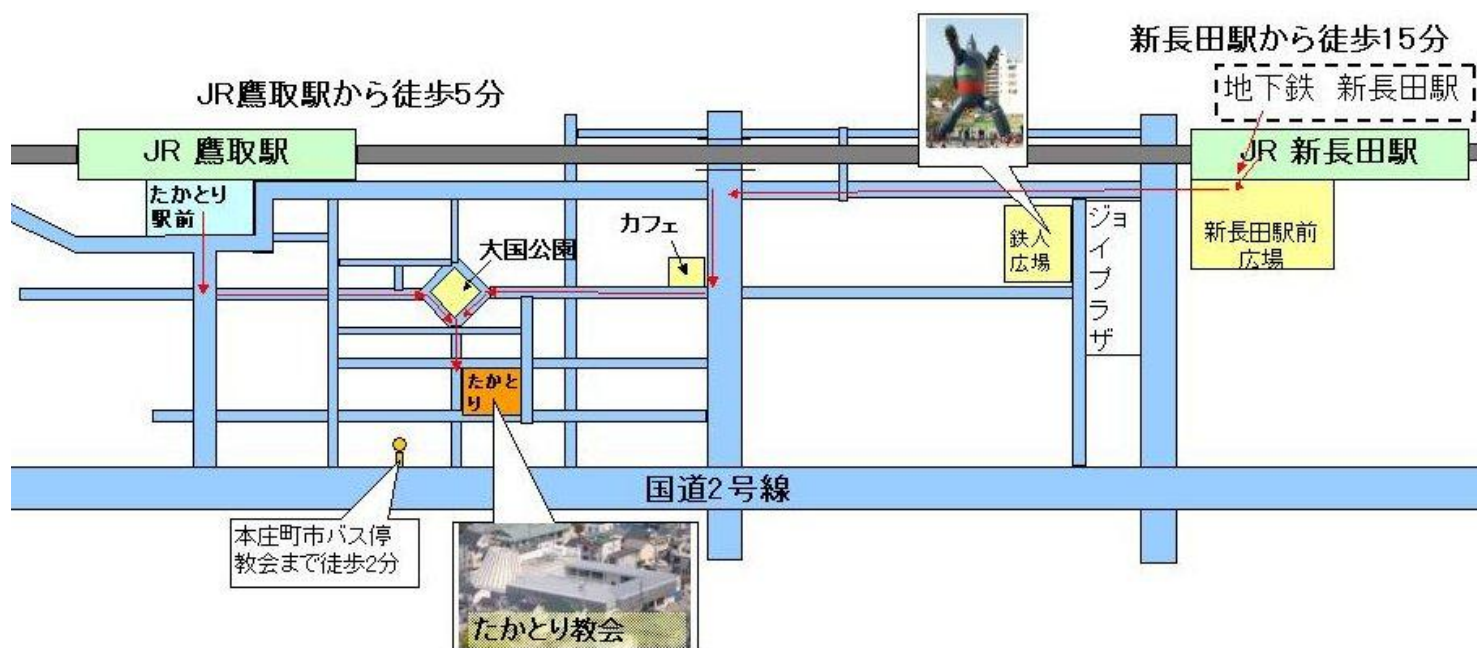 新長田駅から徒歩15分
地下鉄 新長田駅
JR鷹取駅から徒歩5分
JR 鷹取駅
JR 新長田駅
たかとり
駅前
カフェ
大国公園
鉄人
広場
ジョイプラザ
新長田駅前
広場
たかと
り
国道2号線
本庄町市バス停
教会まで徒歩2分
たかとり教会